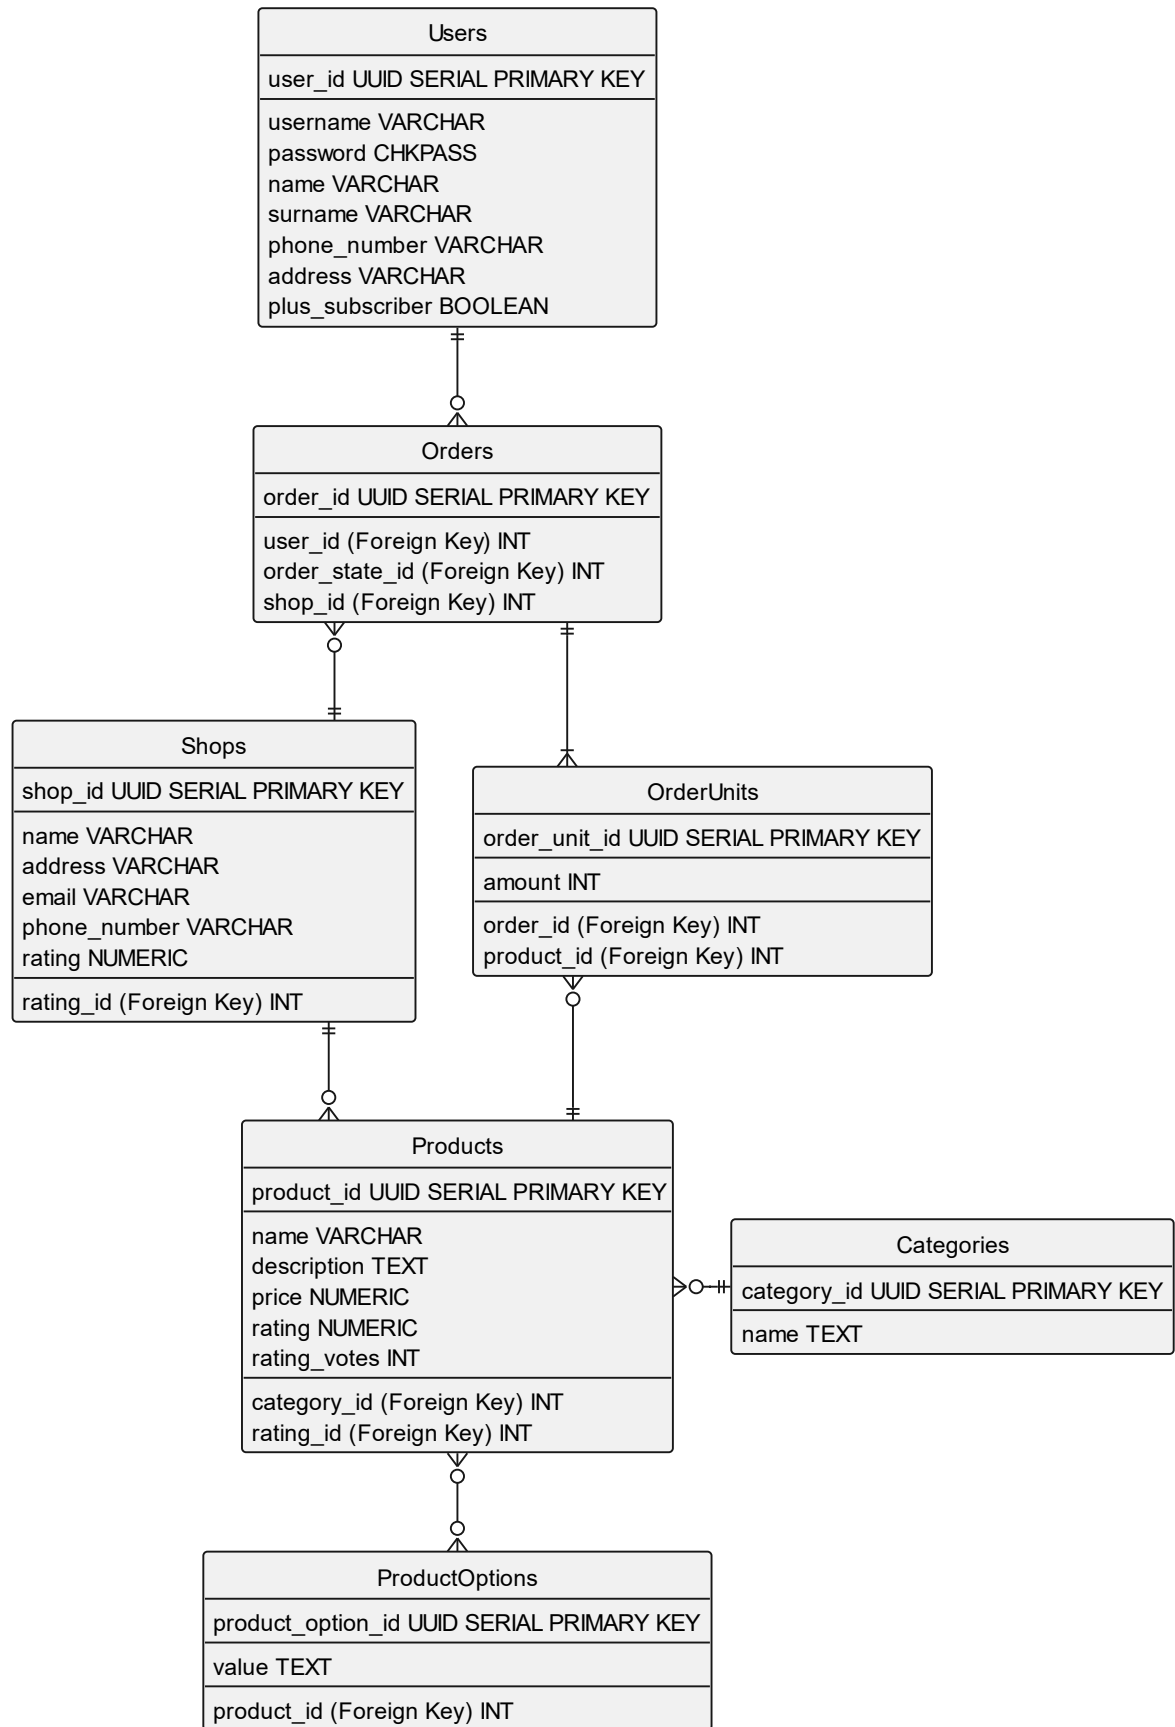 Users
user_id UUID SERIAL PRIMARY KEY
username VARCHAR
password CHKPASS
name VARCHAR
surname VARCHAR
phone_number VARCHAR
address VARCHAR
plus_subscriber BOOLEAN
Orders
order_id UUID SERIAL PRIMARY KEY
user_id (Foreign Key) INT
order_state_id (Foreign Key) INT
shop_id (Foreign Key) INT
Shops
shop_id UUID SERIAL PRIMARY KEY
name VARCHAR
address VARCHAR
email VARCHAR
phone_number VARCHAR
rating NUMERIC
rating_id (Foreign Key) INT
OrderUnits
order_unit_id UUID SERIAL PRIMARY KEY
amount INT
order_id (Foreign Key) INT
product_id (Foreign Key) INT
Products
product_id UUID SERIAL PRIMARY KEY
name VARCHAR
description TEXT
price NUMERIC
rating NUMERIC
rating_votes INT
category_id (Foreign Key) INT
rating_id (Foreign Key) INT
Categories
category_id UUID SERIAL PRIMARY KEY
name TEXT
ProductOptions
product_option_id UUID SERIAL PRIMARY KEY
value TEXT
product_id (Foreign Key) INT